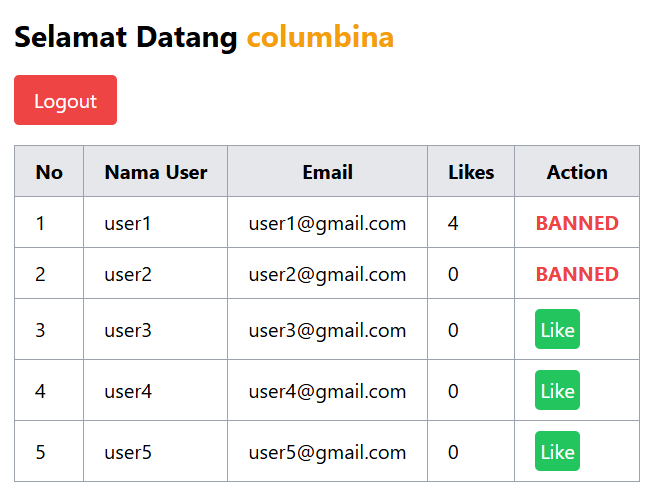 Selamat Datang columbina
Logout
No Nama User Email Likes Action
1 user1 user1@gmail.com 4 BANNED
2 user2 user2@gmail.com 0 BANNED
3 user3 user3@gmail.com 0 Like
4 user4 user4@gmail.com 0 Like
5 user5 user5@gmail.com 0 Like